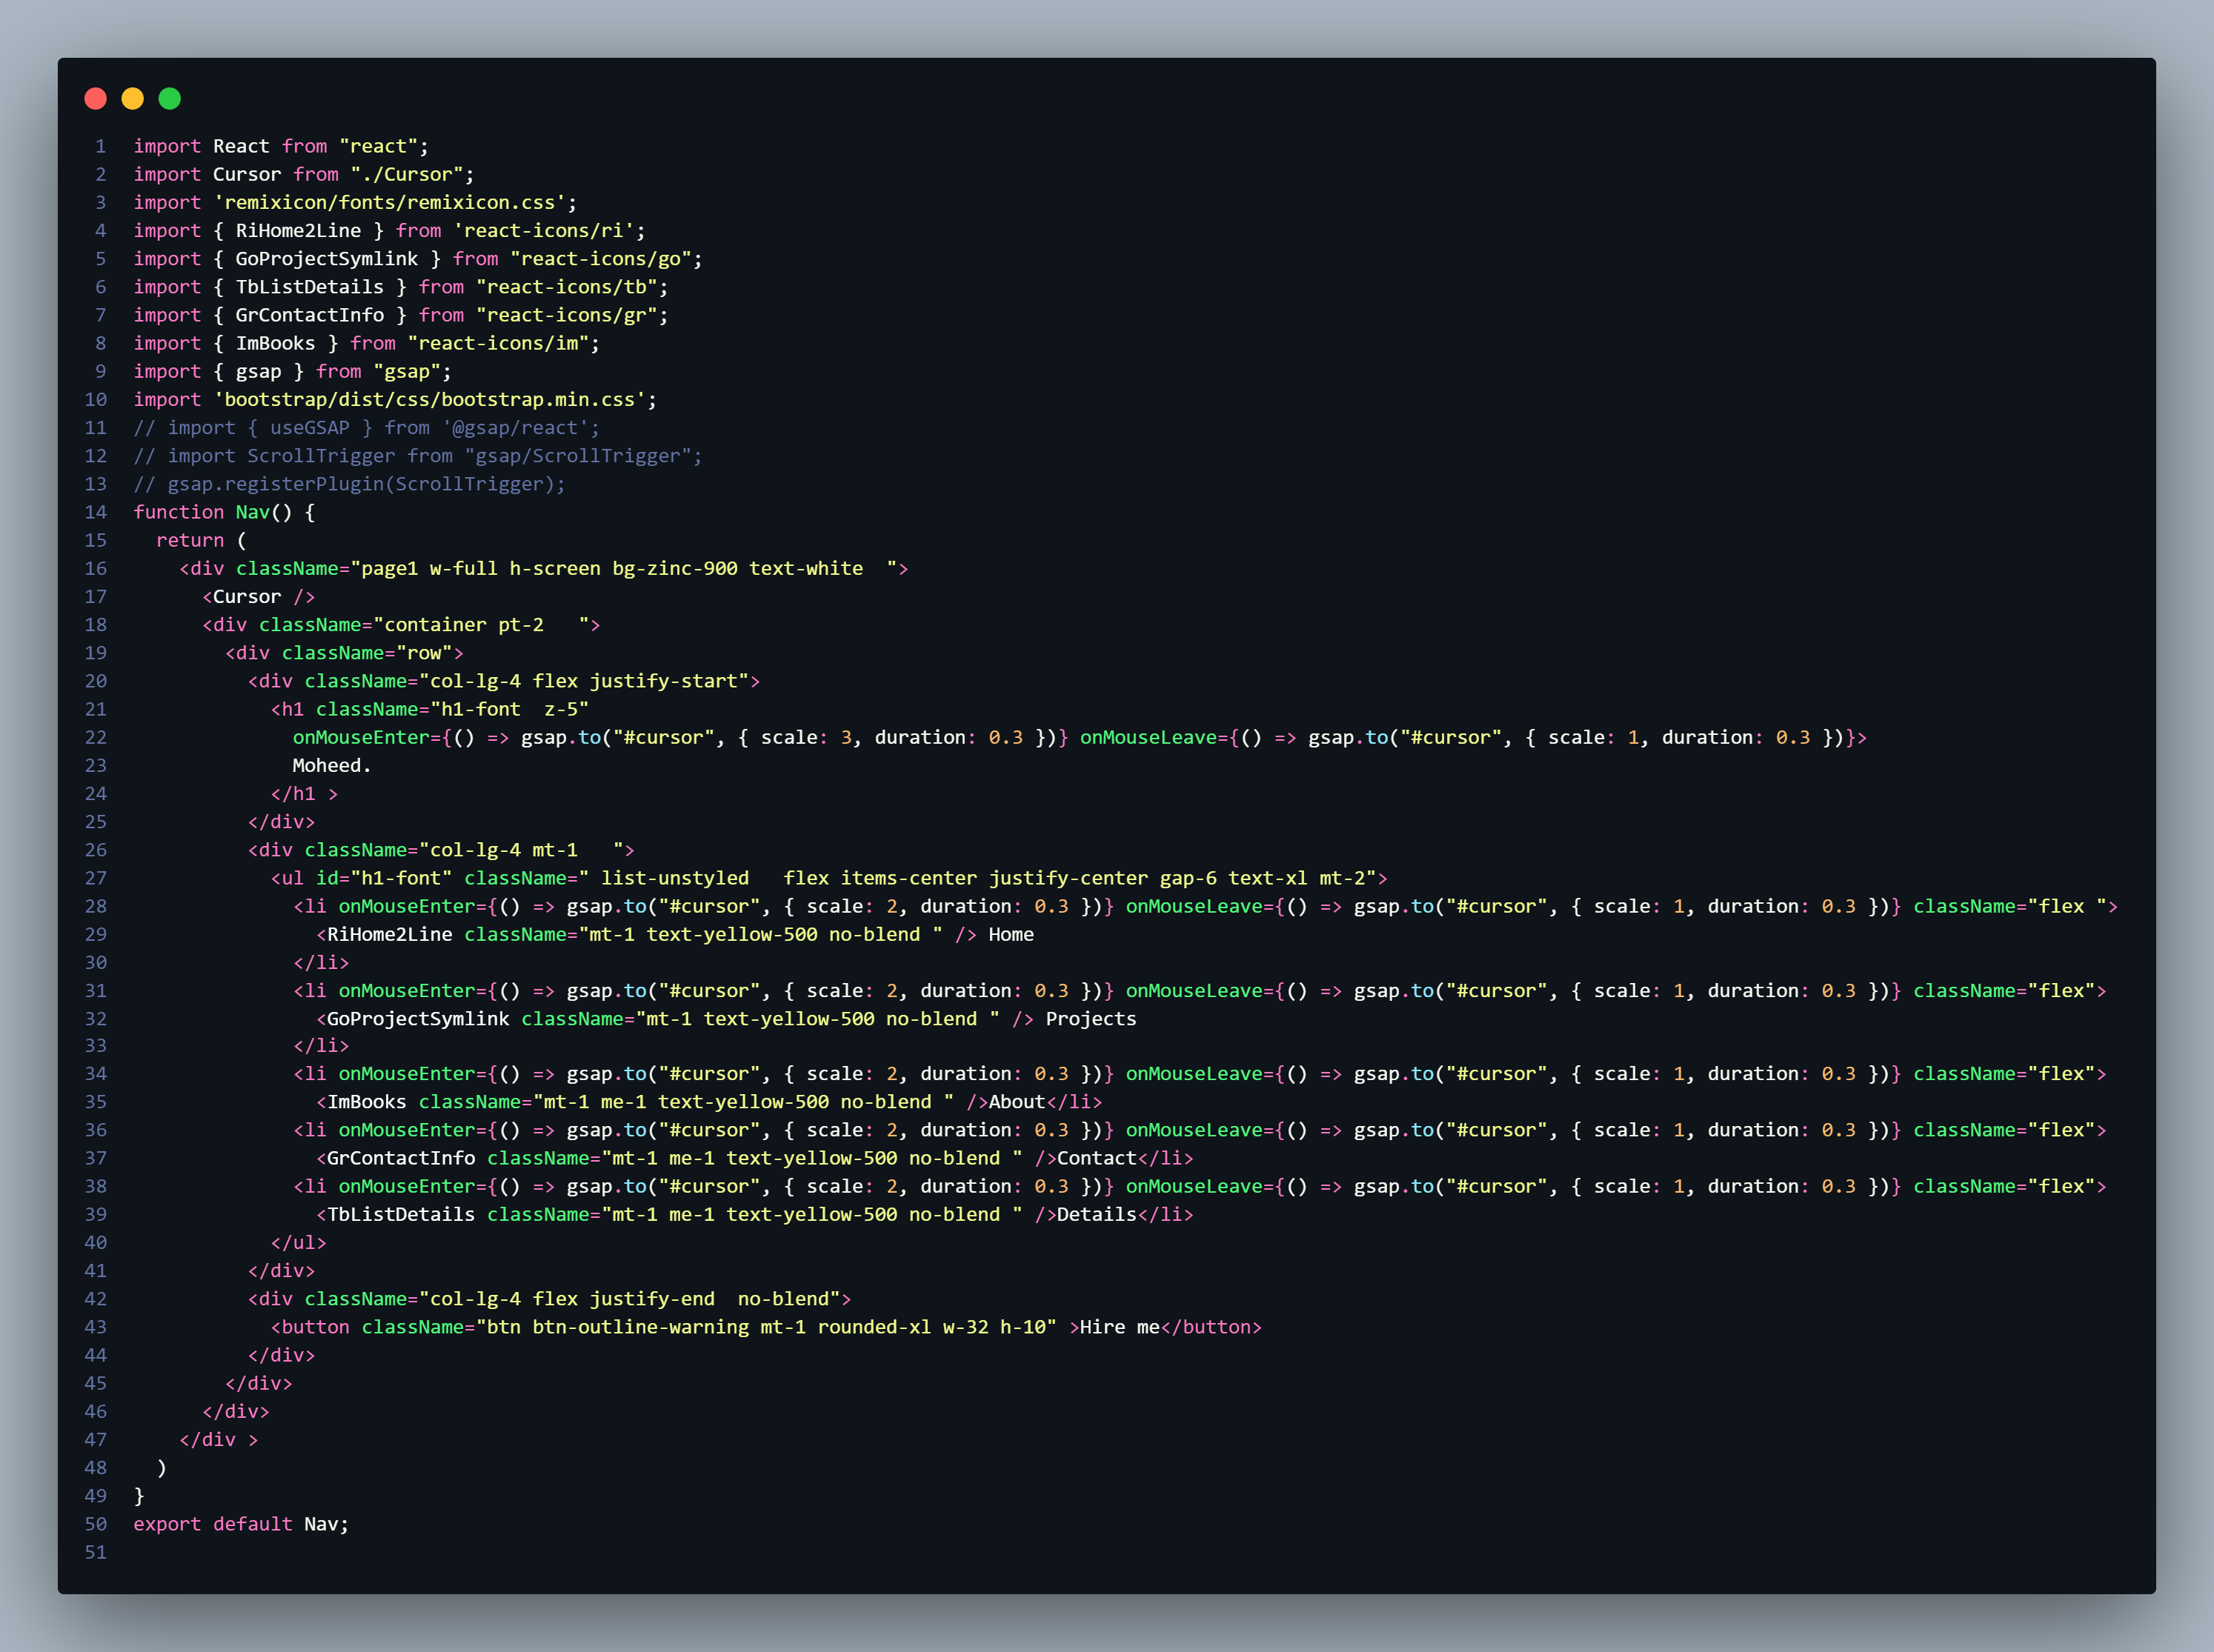 1 import React from "react";
2 import Cursor from "./Cursor";
3 import 'remixicon/fonts/remixicon.css';
4 import { RiHome2Line } from 'react-icons/ri';
5 import { GoProjectSymlink } from "react-icons/go";
6 import { TbListDetails } from "react-icons/tb";
7 import { GrContactInfo } from "react-icons/gr";
8 import { ImBooks } from "react-icons/im";
9 import { gsap } from "gsap";
10 import 'bootstrap/dist/css/bootstrap.min.css';
11 // import { useGSAP } from '@gsap/react';
12 // import ScrollTrigger from "gsap/ScrollTrigger";
13 // gsap.registerPlugin(ScrollTrigger);
14 function Nav() {
15   return (
16     <div className="page1 w-full h-screen bg-zinc-900 text-white  ">
17       <Cursor />
18       <div className="container pt-2   ">
19         <div className="row">
20           <div className="col-lg-4 flex justify-start">
21             <h1 className="h1-font  z-5"
22               onMouseEnter={() => gsap.to("#cursor", { scale: 3, duration: 0.3 })} onMouseLeave={() => gsap.to("#cursor", { scale: 1, duration: 0.3 })}>
23               Moheed.
24             </h1 >
25           </div>
26           <div className="col-lg-4 mt-1   ">
27             <ul id="h1-font" className=" list-unstyled   flex items-center justify-center gap-6 text-xl mt-2">
28               <li onMouseEnter={() => gsap.to("#cursor", { scale: 2, duration: 0.3 })} onMouseLeave={() => gsap.to("#cursor", { scale: 1, duration: 0.3 })} className="flex ">
29                 <RiHome2Line className="mt-1 text-yellow-500 no-blend " /> Home
30               </li>
31               <li onMouseEnter={() => gsap.to("#cursor", { scale: 2, duration: 0.3 })} onMouseLeave={() => gsap.to("#cursor", { scale: 1, duration: 0.3 })} className="flex">
32                 <GoProjectSymlink className="mt-1 text-yellow-500 no-blend " /> Projects
33               </li>
34               <li onMouseEnter={() => gsap.to("#cursor", { scale: 2, duration: 0.3 })} onMouseLeave={() => gsap.to("#cursor", { scale: 1, duration: 0.3 })} className="flex">
35                 <ImBooks className="mt-1 me-1 text-yellow-500 no-blend " />About</li>
36               <li onMouseEnter={() => gsap.to("#cursor", { scale: 2, duration: 0.3 })} onMouseLeave={() => gsap.to("#cursor", { scale: 1, duration: 0.3 })} className="flex">
37                 <GrContactInfo className="mt-1 me-1 text-yellow-500 no-blend " />Contact</li>
38               <li onMouseEnter={() => gsap.to("#cursor", { scale: 2, duration: 0.3 })} onMouseLeave={() => gsap.to("#cursor", { scale: 1, duration: 0.3 })} className="flex">
39                 <TbListDetails className="mt-1 me-1 text-yellow-500 no-blend " />Details</li>
40             </ul>
41           </div>
42           <div className="col-lg-4 flex justify-end  no-blend">
43             <button className="btn btn-outline-warning mt-1 rounded-xl w-32 h-10" >Hire me</button>
44           </div>
45         </div>
46       </div>
47     </div >
48   )
49 }
50 export default Nav;
51